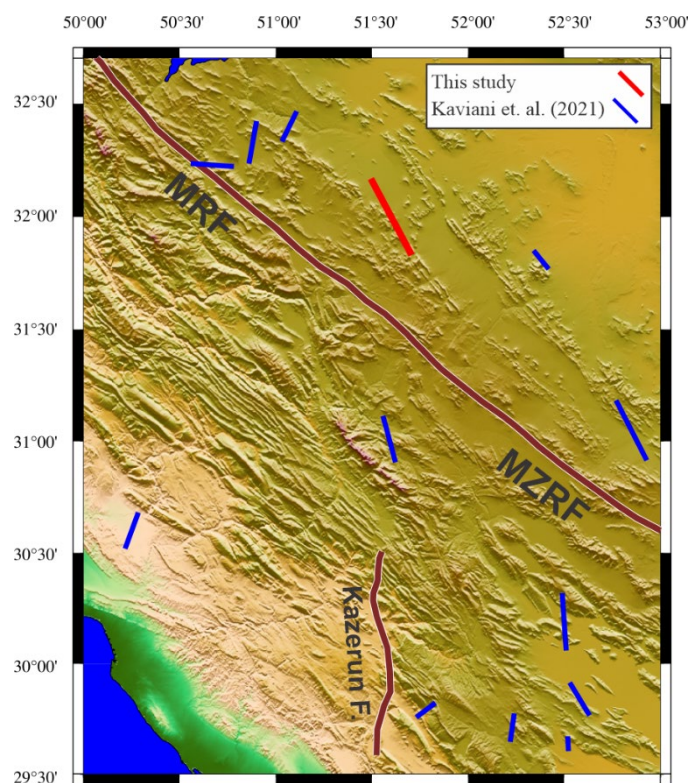 50°00' 50°30' 51°00' 51°30' 52°00' 52°30' 53°00'
This study
Kaviani et. al. (2021)
32°30'
32°00'
31°30'
31°00'
30°30'
30°00'
29°30'
MRF
MZRF
Kazerun F.